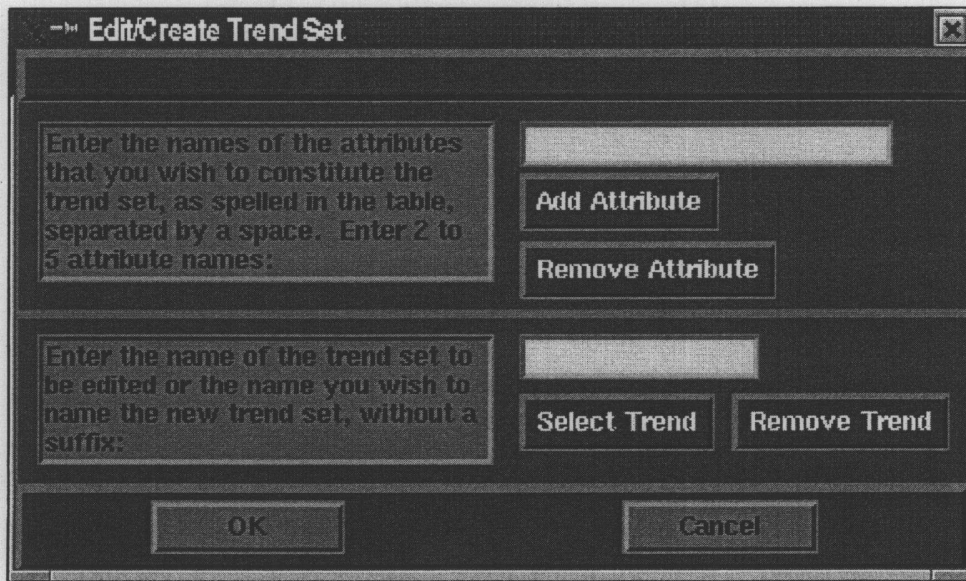 Edit/Create Trend Set
Enter the names of the attributes
that you wish to constitute the
trend set, as spelled in the table,
separated by a space. Enter 2 to
5 attribute names:
Add Attribute
Remove Attribute
Enter the name of the trend set to
be edited or the name you wish to
name the new trend set, without a
suffix:
Select Trend
Remove Trend
OK
Cancel